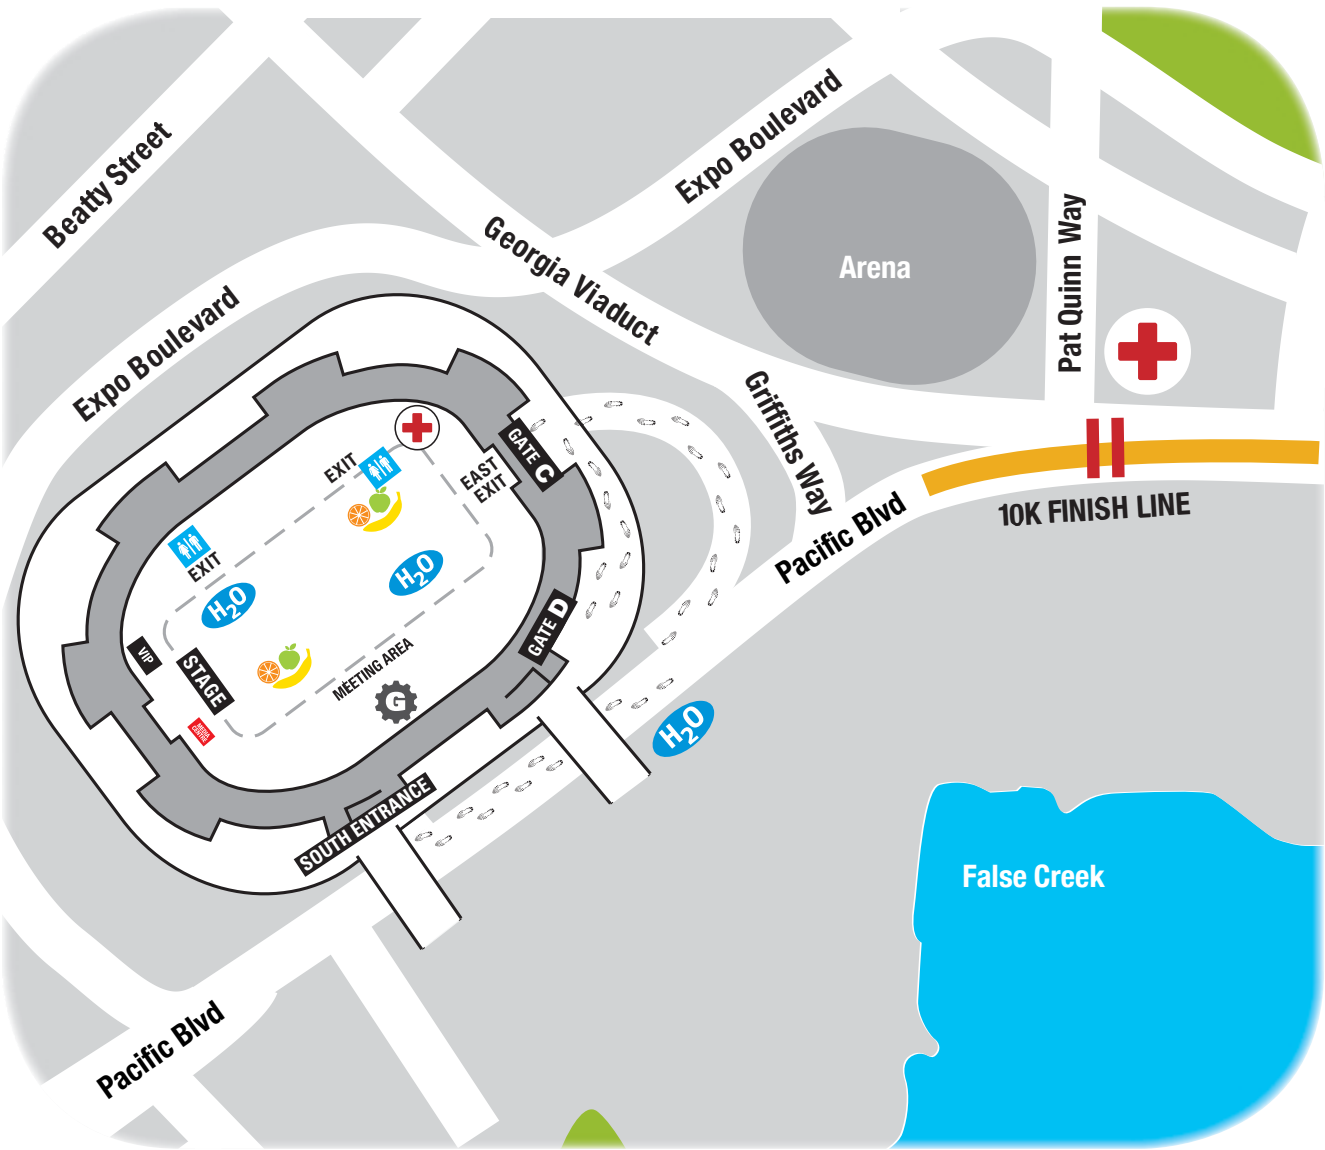 Beatty Street
Expo Boulevard
Georgia Viaduct
Arena
Pat Quinn Way
Expo Boulevard
Griffiths Way
GATE C
EXIT
EAST
EXIT
Pacific Blvd
10K FINISH LINE
EXIT
H2O
H2O
GATE D
VIP
STAGE
MEETING AREA
G
MEDIA
CENTRE
H2O
SOUTH ENTRANCE
False Creek
Pacific Blvd